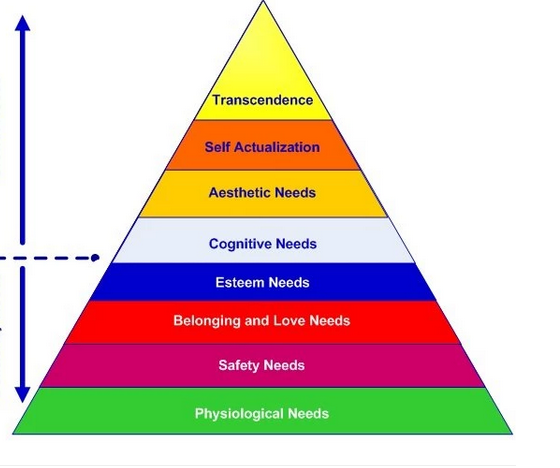 Transcendence
Self Actualization
Aesthetic Needs
Cognitive Needs
Esteem Needs
Belonging and Love Needs
Safety Needs
Physiological Needs